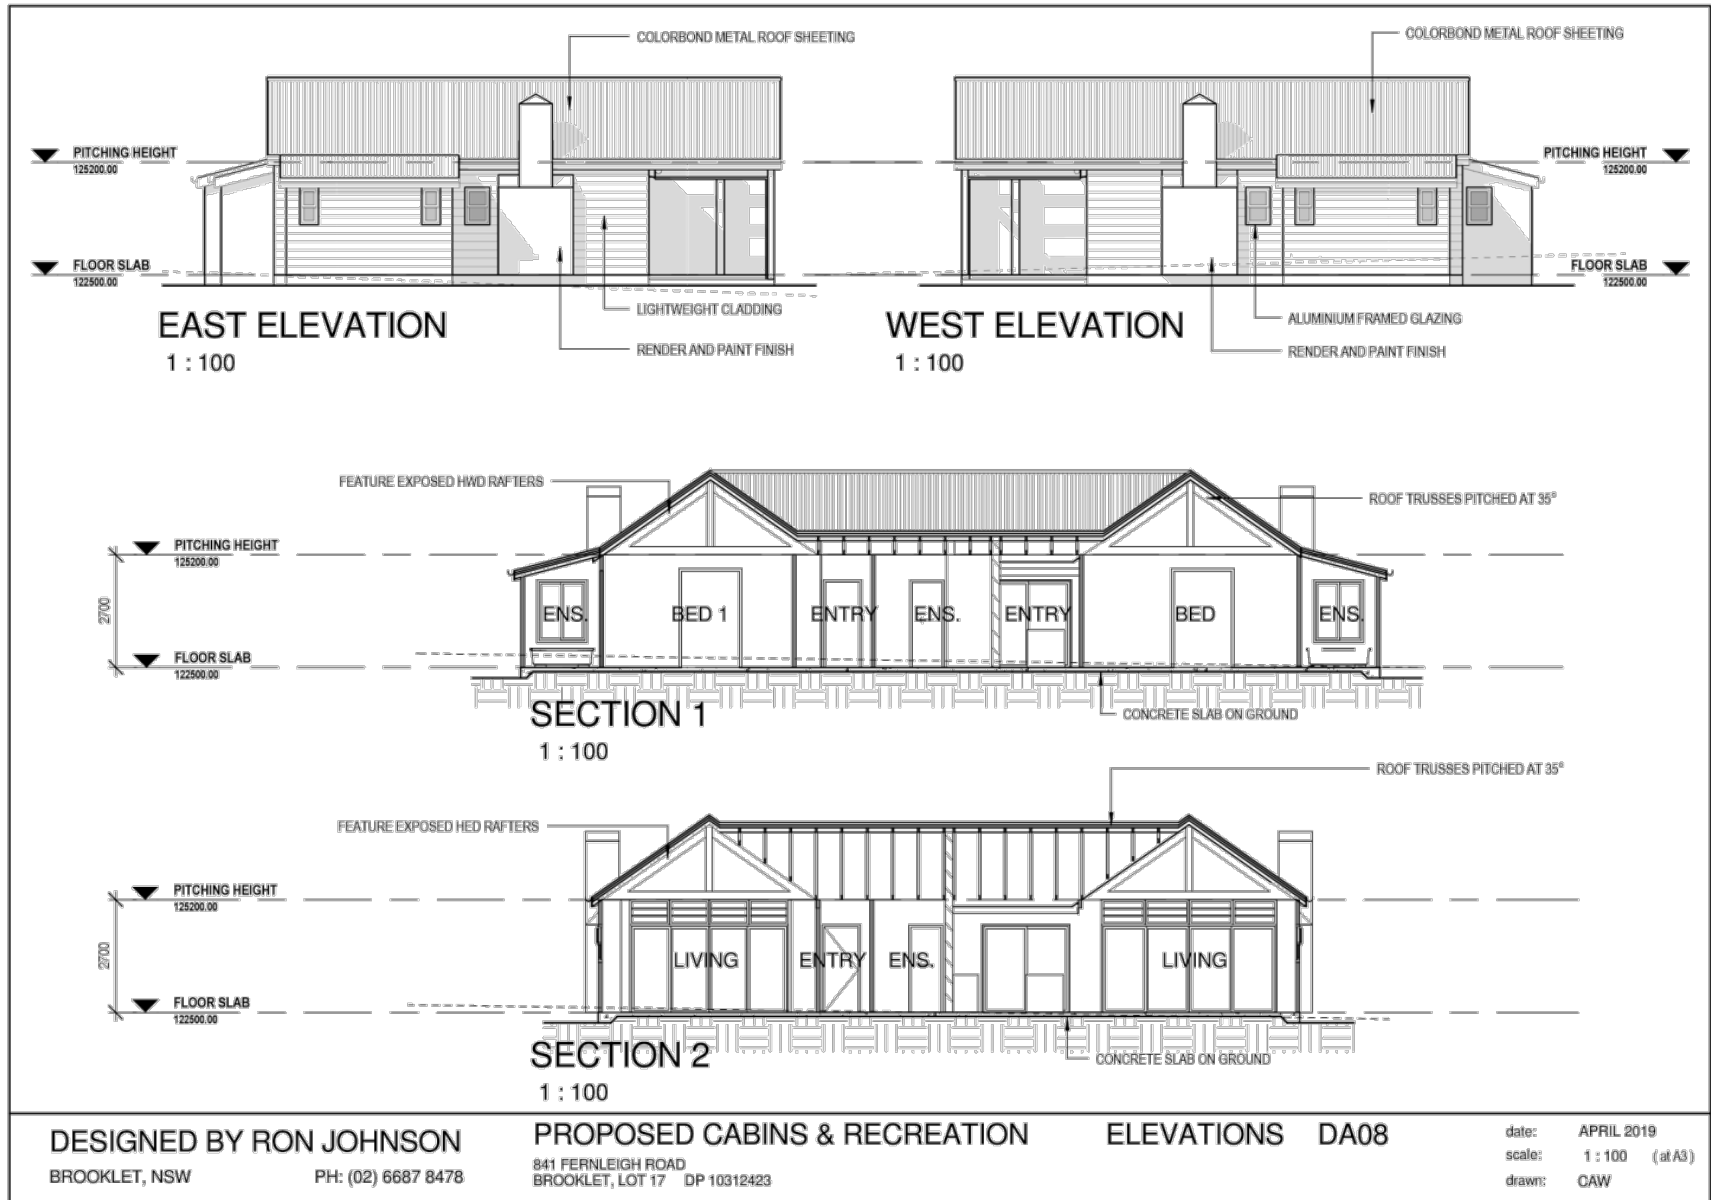 COLORBOND METAL ROOF SHEETING
COLORBOND METAL ROOF SHEETING
PITCHING HEIGHT
125200.00
PITCHING HEIGHT
125200.00
FLOOR SLAB
122500.00
FLOOR SLAB
122500.00
EAST ELEVATION
1 : 100
LIGHTWEIGHT CLADDING
RENDER AND PAINT FINISH
WEST ELEVATION
1 : 100
ALUMINIUM FRAMED GLAZING
RENDER AND PAINT FINISH
FEATURE EXPOSED HWD RAFTERS
ROOF TRUSSES PITCHED AT 35°
PITCHING HEIGHT
125200.00
2700
ENS.
BED 1
ENTRY
ENS.
ENTRY
BED
ENS.
FLOOR SLAB
122500.00
CONCRETE SLAB ON GROUND
SECTION 1
1 : 100
ROOF TRUSSES PITCHED AT 35°
FEATURE EXPOSED HED RAFTERS
PITCHING HEIGHT
125200.00
2700
LIVING
ENTRY
ENS.
LIVING
FLOOR SLAB
122500.00
CONCRETE SLAB ON GROUND
SECTION 2
1 : 100
DESIGNED BY RON JOHNSON
BROOKLET, NSW PH: (02) 6687 8478
PROPOSED CABINS & RECREATION
841 FERNLEIGH ROAD
BROOKLET, LOT 17 DP 10312423
ELEVATIONS DA08
date: APRIL 2019
scale: 1 : 100 (at A3)
drawn: CAW